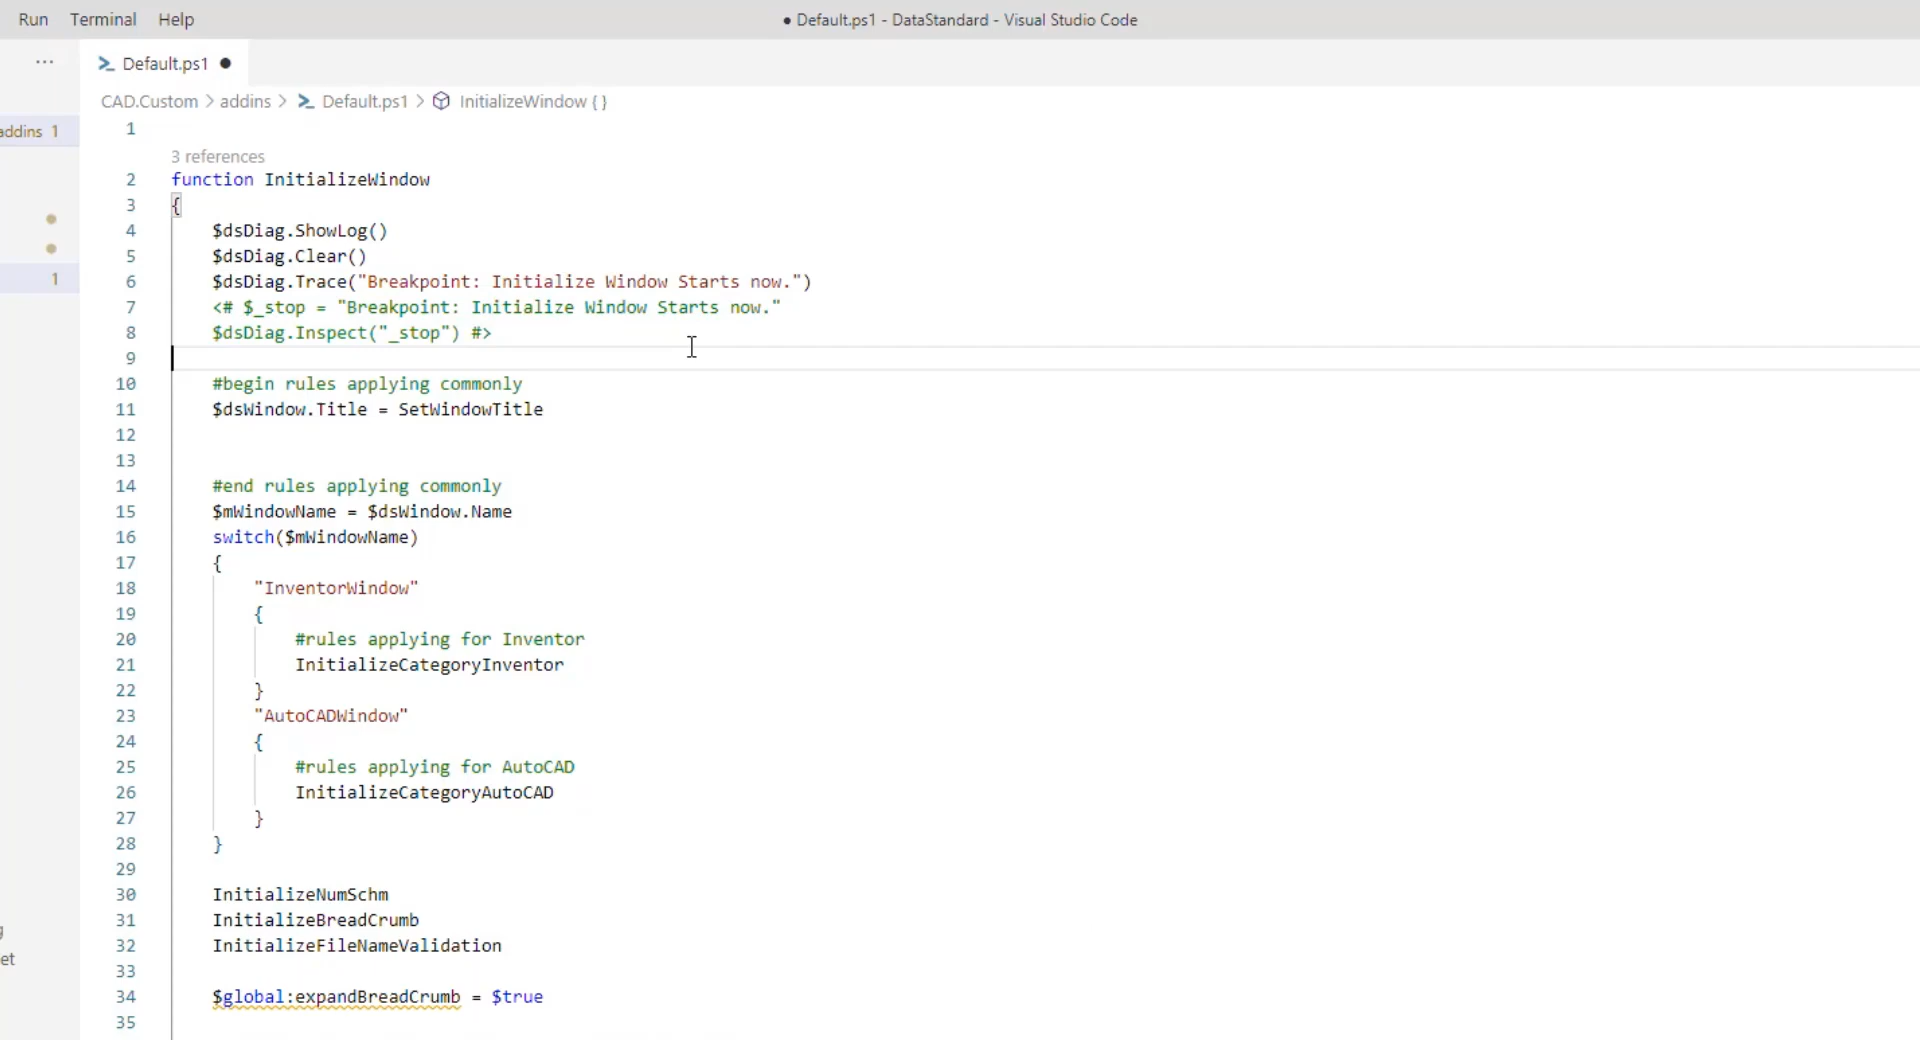 Run Terminal Help
● Default.ps1 - DataStandard - Visual Studio Code
... Default.ps1 ●
CAD.Custom > addins > Default.ps1 > InitializeWindow { }
addins 1
1
1
3 references
2 function InitializeWindow
3 {
4 $dsDiag.ShowLog()
5 $dsDiag.Clear()
6 $dsDiag.Trace("Breakpoint: Initialize Window Starts now.")
7 <# $_stop = "Breakpoint: Initialize Window Starts now."
8 $dsDiag.Inspect("_stop") #>
9
10 #begin rules applying commonly
11 $dsWindow.Title = SetWindowTitle
12
13
14 #end rules applying commonly
15 $mWindowName = $dsWindow.Name
16 switch($mWindowName)
17 {
18 "InventorWindow"
19 {
20 #rules applying for Inventor
21 InitializeCategoryInventor
22 }
23 "AutoCADWindow"
24 {
25 #rules applying for AutoCAD
26 InitializeCategoryAutoCAD
27 }
28 }
29
30 InitializeNumSchm
31 InitializeBreadCrumb
32 InitializeFileNameValidation
33
34 $global:expandBreadCrumb = $true
35
et